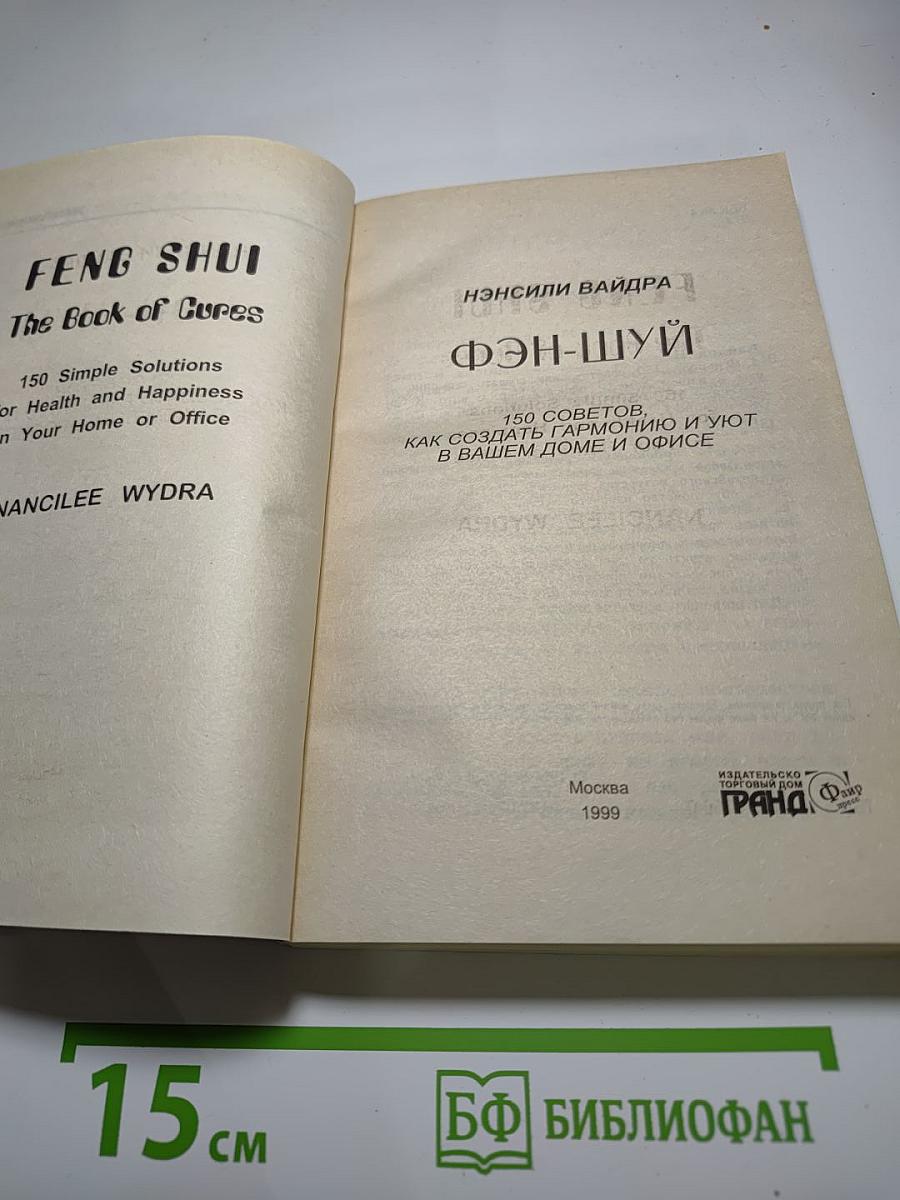 FENG SHUI
The Book of Cures
150 Simple Solutions
or Health and Happiness
n Your Home or Office
NANCILEE WYDRA
НЭНСИЛИ ВАЙДРА
ФЭН-ШУЙ
150 СОВЕТОВ,
КАК СОЗДАТЬ ГАРМОНИЮ И УЮТ
В ВАШЕМ ДОМЕ И ОФИСЕ
Москва
1999
ИЗДАТЕЛЬСКО
ТОРГОВЫЙ ДОМ
ГРАНД
Фаир
пресс
15 см
БФ БИБЛИОФАН